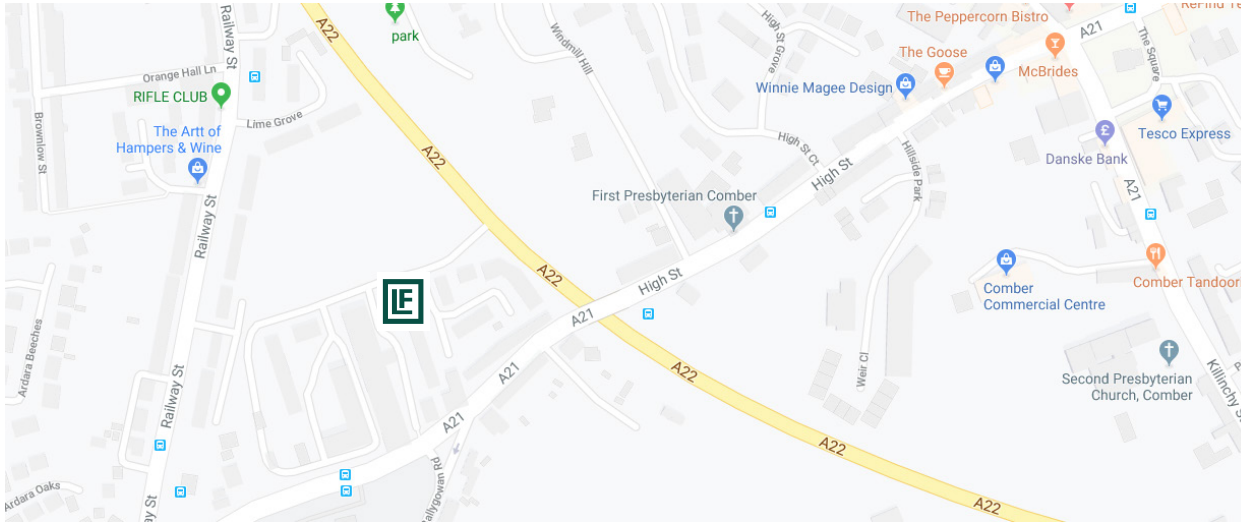 park
A22
Railway St
Orange Hall Ln
RIFLE CLUB
Lime Grove
The Artt of
Hampers & Wine
Brownlow St
Railway St
Ardara Beeches
Railway St
Ardara Oaks
Windmill Hill
High St Grove
The Peppercorn Bistro
The Goose
Winnie Magee Design
McBrides
A21
The Square
Tesco Express
Danske Bank
High St Ct
High St
Hillside Park
First Presbyterian Comber
A22
A22
A21
High St
A21
LF
A21
A21
A22
A22
A22
Weir Cl
Comber
Commercial Centre
Comber Tandoori
Second Presbyterian
Church, Comber
Killinchy St
Ballygowan Rd